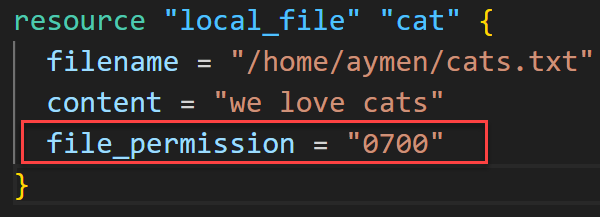 resource "local_file" "cat" {
filename = "/home/aymen/cats.txt"
content = "we love cats"
file_permission = "0700"
}